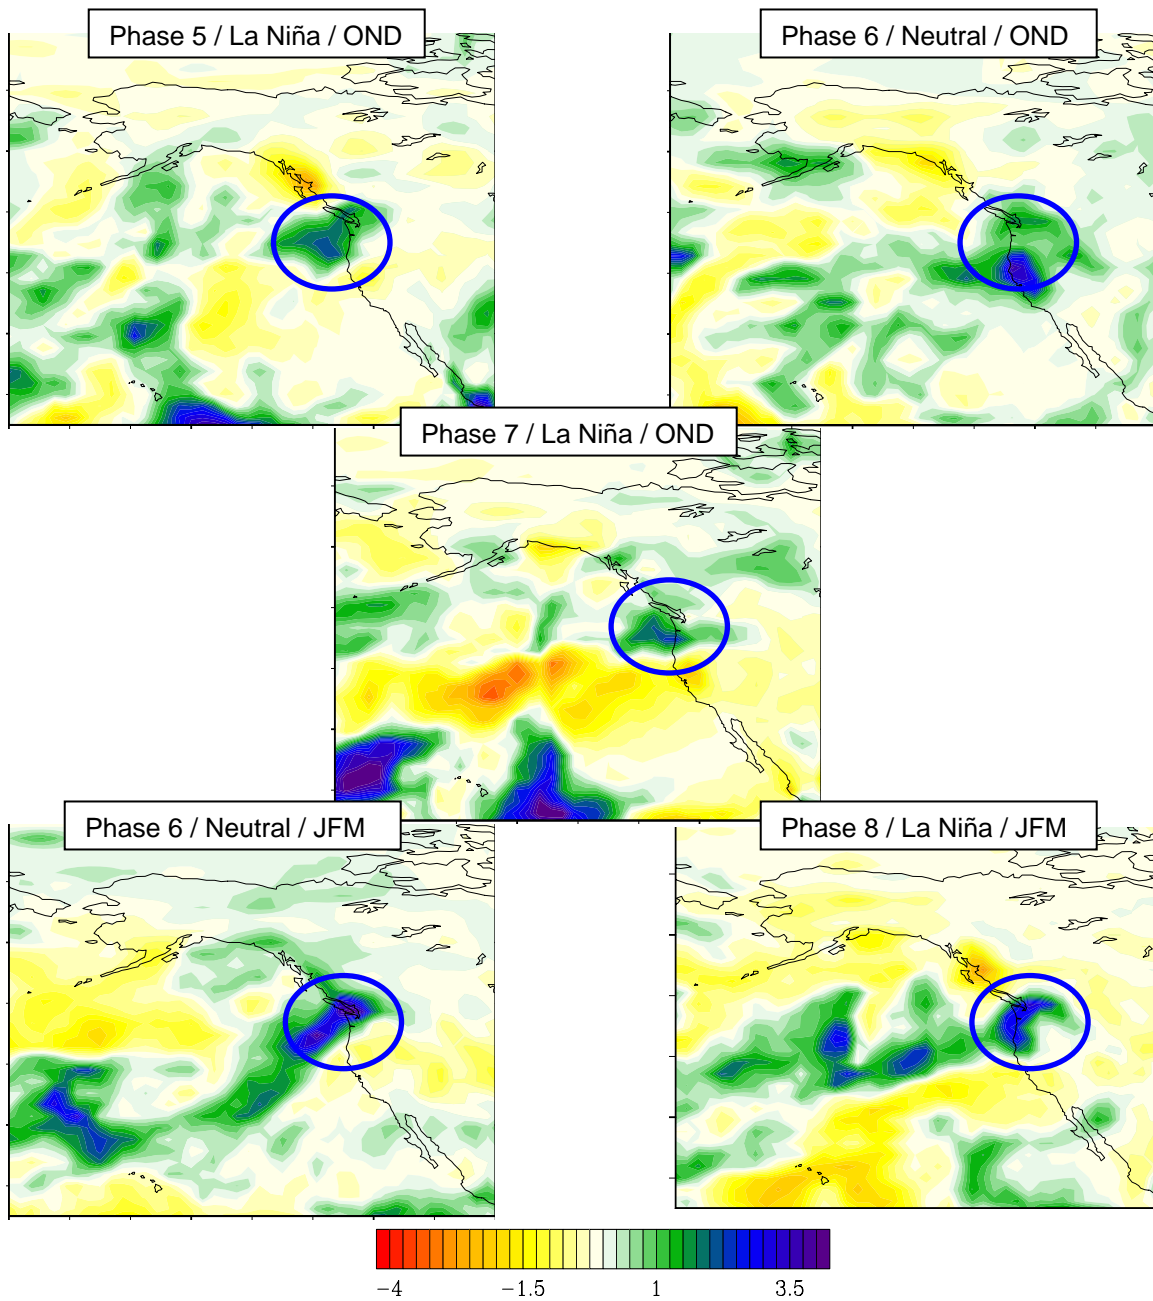 Phase 5 / La Niña / OND
Phase 6 / Neutral / OND
Phase 7 / La Niña / OND
Phase 6 / Neutral / JFM
Phase 8 / La Niña / JFM
−4 −1.5 1 3.5